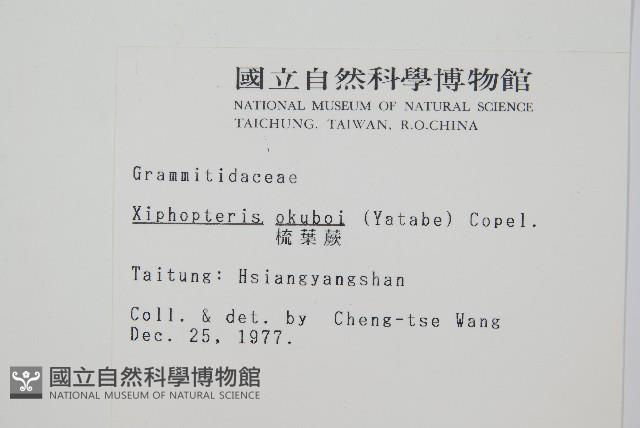 國立自然科學博物館
NATIONAL MUSEUM OF NATURAL SCIENCE
TAICHUNG, TAIWAN, R.O.CHINA
Grammitidaceae
Xiphopteris okuboi (Yatabe) Copel.
梳葉蕨
Taitung: Hsiangyangshan
Coll. & det. by Cheng-tse Wang
Dec. 25, 1977.
國立自然科學博物館
NATIONAL MUSEUM OF NATURAL SCIENCE